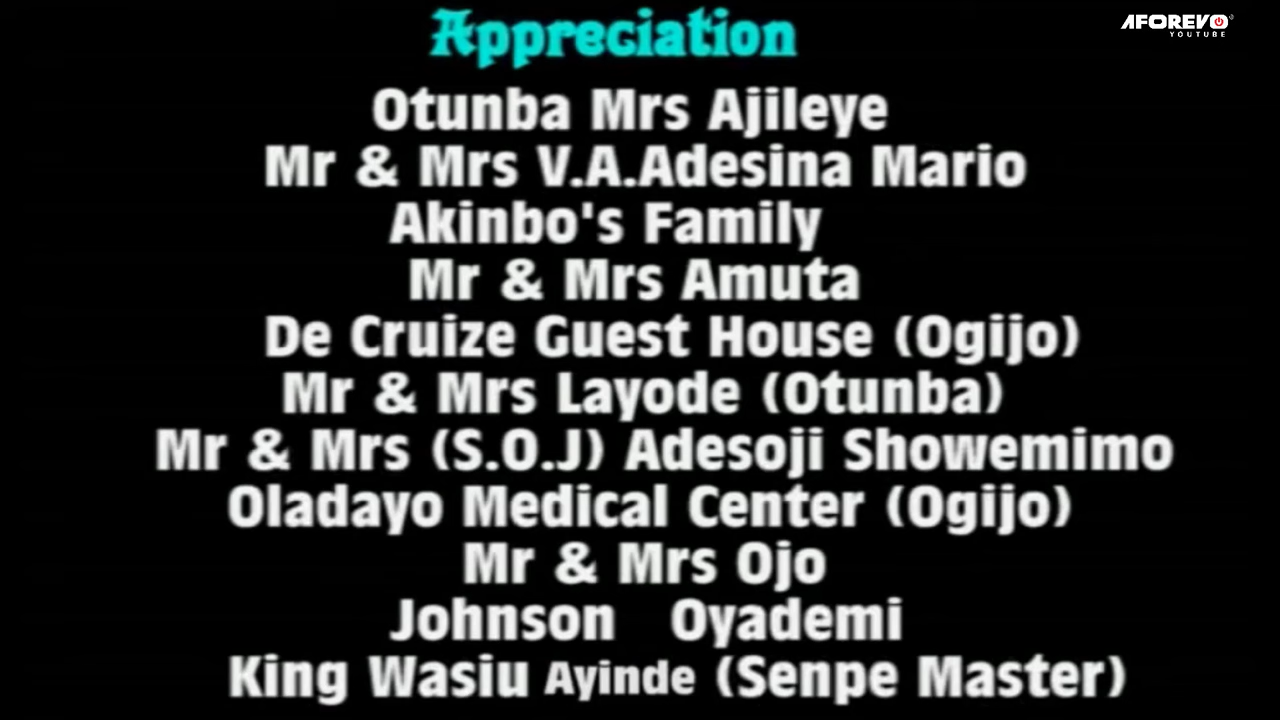 Appreciation
AFOREVO
YOUTUBE
Otunba Mrs Ajileye
Mr & Mrs V.A.Adesina Mario
Akinbo's Family
Mr & Mrs Amuta
De Cruize Guest House (Ogijo)
Mr & Mrs Layode (Otunba)
Mr & Mrs (S.O.J) Adesoji Showemimo
Oladayo Medical Center (Ogijo)
Mr & Mrs Ojo
Johnson Oyademi
King Wasiu Ayinde (Senpe Master)